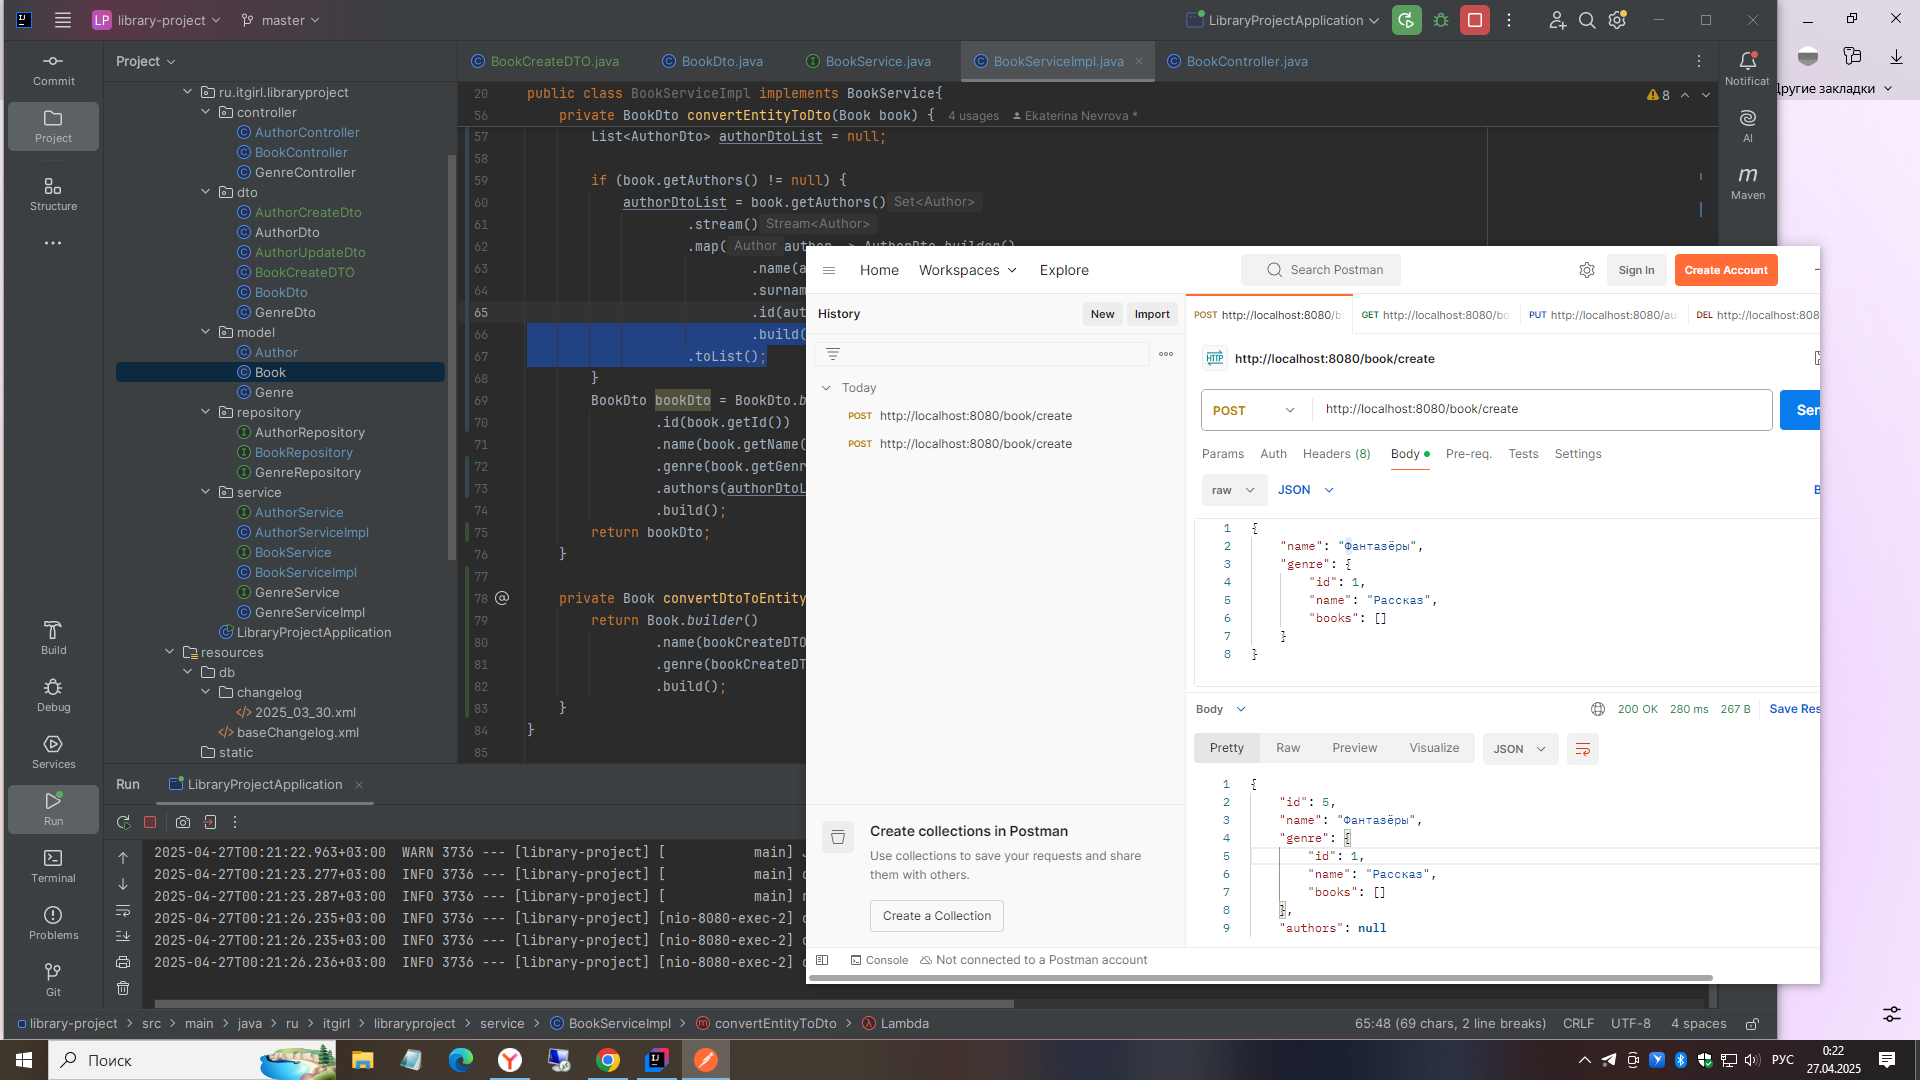 LP library-project master
LibraryProjectApplication
Commit
Project
Structure
Build
Debug
Services
Run
Terminal
Problems
Git
Project
ru.itgirl.libraryproject
controller
AuthorController
BookController
GenreController
dto
AuthorCreateDto
AuthorDto
AuthorUpdateDto
BookCreateDTO
BookDto
GenreDto
model
Author
Book
Genre
repository
AuthorRepository
BookRepository
GenreRepository
service
AuthorService
AuthorServiceImpl
BookService
BookServiceImpl
GenreService
GenreServiceImpl
LibraryProjectApplication
resources
db
changelog
2025_03_30.xml
baseChangelog.xml
static
BookCreateDTO.java BookDto.java BookService.java BookServiceImpl.java BookController.java
20 public class BookServiceImpl implements BookService{
8
56 private BookDto convertEntityToDto(Book book) { 4 usages Ekaterina Nevrova *
57 List<AuthorDto> authorDtoList = null;
58
59 if (book.getAuthors() != null) {
60 authorDtoList = book.getAuthors() Set<Author>
61 .stream() Stream<Author>
62 .map( Author author -> AuthorDto.builder()
63 .name(a
64 .surnam
65 .id(aut
66 .build(
67 .toList();
68 }
69 BookDto bookDto = BookDto.b
70 .id(book.getId())
71 .name(book.getName(
72 .genre(book.getGenr
73 .authors(authorDtoL
74 .build();
75 return bookDto;
76 }
77
78 private Book convertDtoToEntity
79 return Book.builder()
80 .name(bookCreateDTO
81 .genre(bookCreateDT
82 .build();
83 }
84 }
85
Notificat
AI
Maven
Другие закладки
Home Workspaces Explore Search Postman Sign In Create Account
History New Import
Today
POST http://localhost:8080/book/create
POST http://localhost:8080/book/create
Create collections in Postman
Use collections to save your requests and share
them with others.
Create a Collection
Console Not connected to a Postman account
POST http://localhost:8080/b GET http://localhost:8080/bo PUT http://localhost:8080/au DEL http://localhost:808
HTTP http://localhost:8080/book/create
POST http://localhost:8080/book/create Sen
Params Auth Headers (8) Body Pre-req. Tests Settings
raw JSON B
1 {
2 "name": "Фантазёры",
3 "genre": {
4 "id": 1,
5 "name": "Рассказ",
6 "books": []
7 }
8 }
Body 200 OK 280 ms 267 B Save Res
Pretty Raw Preview Visualize JSON
1 {
2 "id": 5,
3 "name": "Фантазёры",
4 "genre": {
5 "id": 1,
6 "name": "Рассказ",
7 "books": []
8 },
9 "authors": null
Run LibraryProjectApplication
2025-04-27T00:21:22.963+03:00 WARN 3736 --- [library-project] [ main] J
2025-04-27T00:21:23.277+03:00 INFO 3736 --- [library-project] [ main] o
2025-04-27T00:21:23.287+03:00 INFO 3736 --- [library-project] [ main] r
2025-04-27T00:21:26.235+03:00 INFO 3736 --- [library-project] [nio-8080-exec-2] o
2025-04-27T00:21:26.235+03:00 INFO 3736 --- [library-project] [nio-8080-exec-2] o
2025-04-27T00:21:26.236+03:00 INFO 3736 --- [library-project] [nio-8080-exec-2] o
library-project > src > main > java > ru > itgirl > libraryproject > service > BookServiceImpl > convertEntityToDto > Lambda
65:48 (69 chars, 2 line breaks) CRLF UTF-8 4 spaces
Поиск
РУС
0:22
27.04.2025